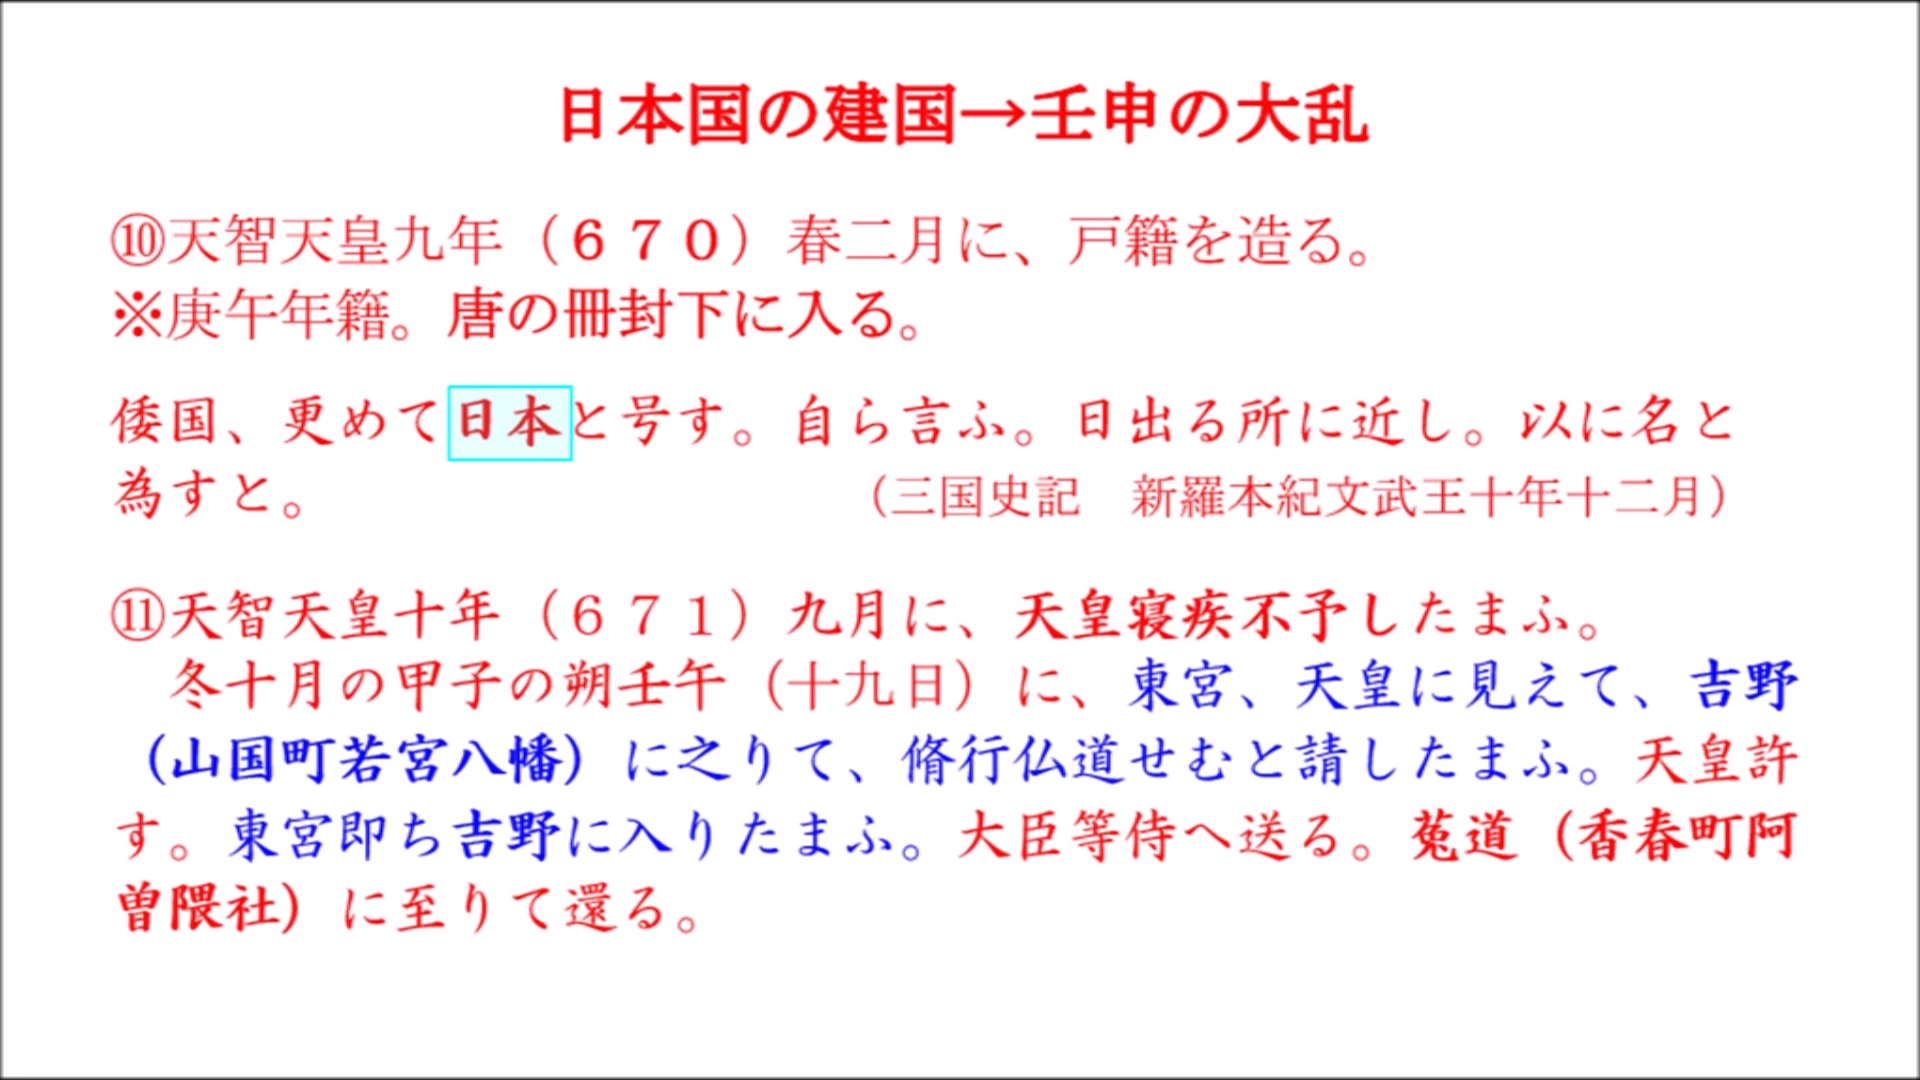 日本国の建国→壬申の大乱
⑩天智天皇九年（６７０）春二月に、戸籍を造る。
※庚午年籍。唐の冊封下に入る。
倭国、更めて日本と号す。自ら言ふ。日出る所に近し。以に名と
為すと。　（三国史記　新羅本紀文武王十年十二月）
⑪天智天皇十年（６７１）九月に、天皇寝疾不予したまふ。
冬十月の甲子の朔壬午（十九日）に、東宮、天皇に見えて、吉野
（山国町若宮八幡）に之りて、脩行仏道せむと請したまふ。天皇許
す。東宮即ち吉野に入りたまふ。大臣等侍へ送る。菟道（香春町阿
曽隈社）に至りて還る。